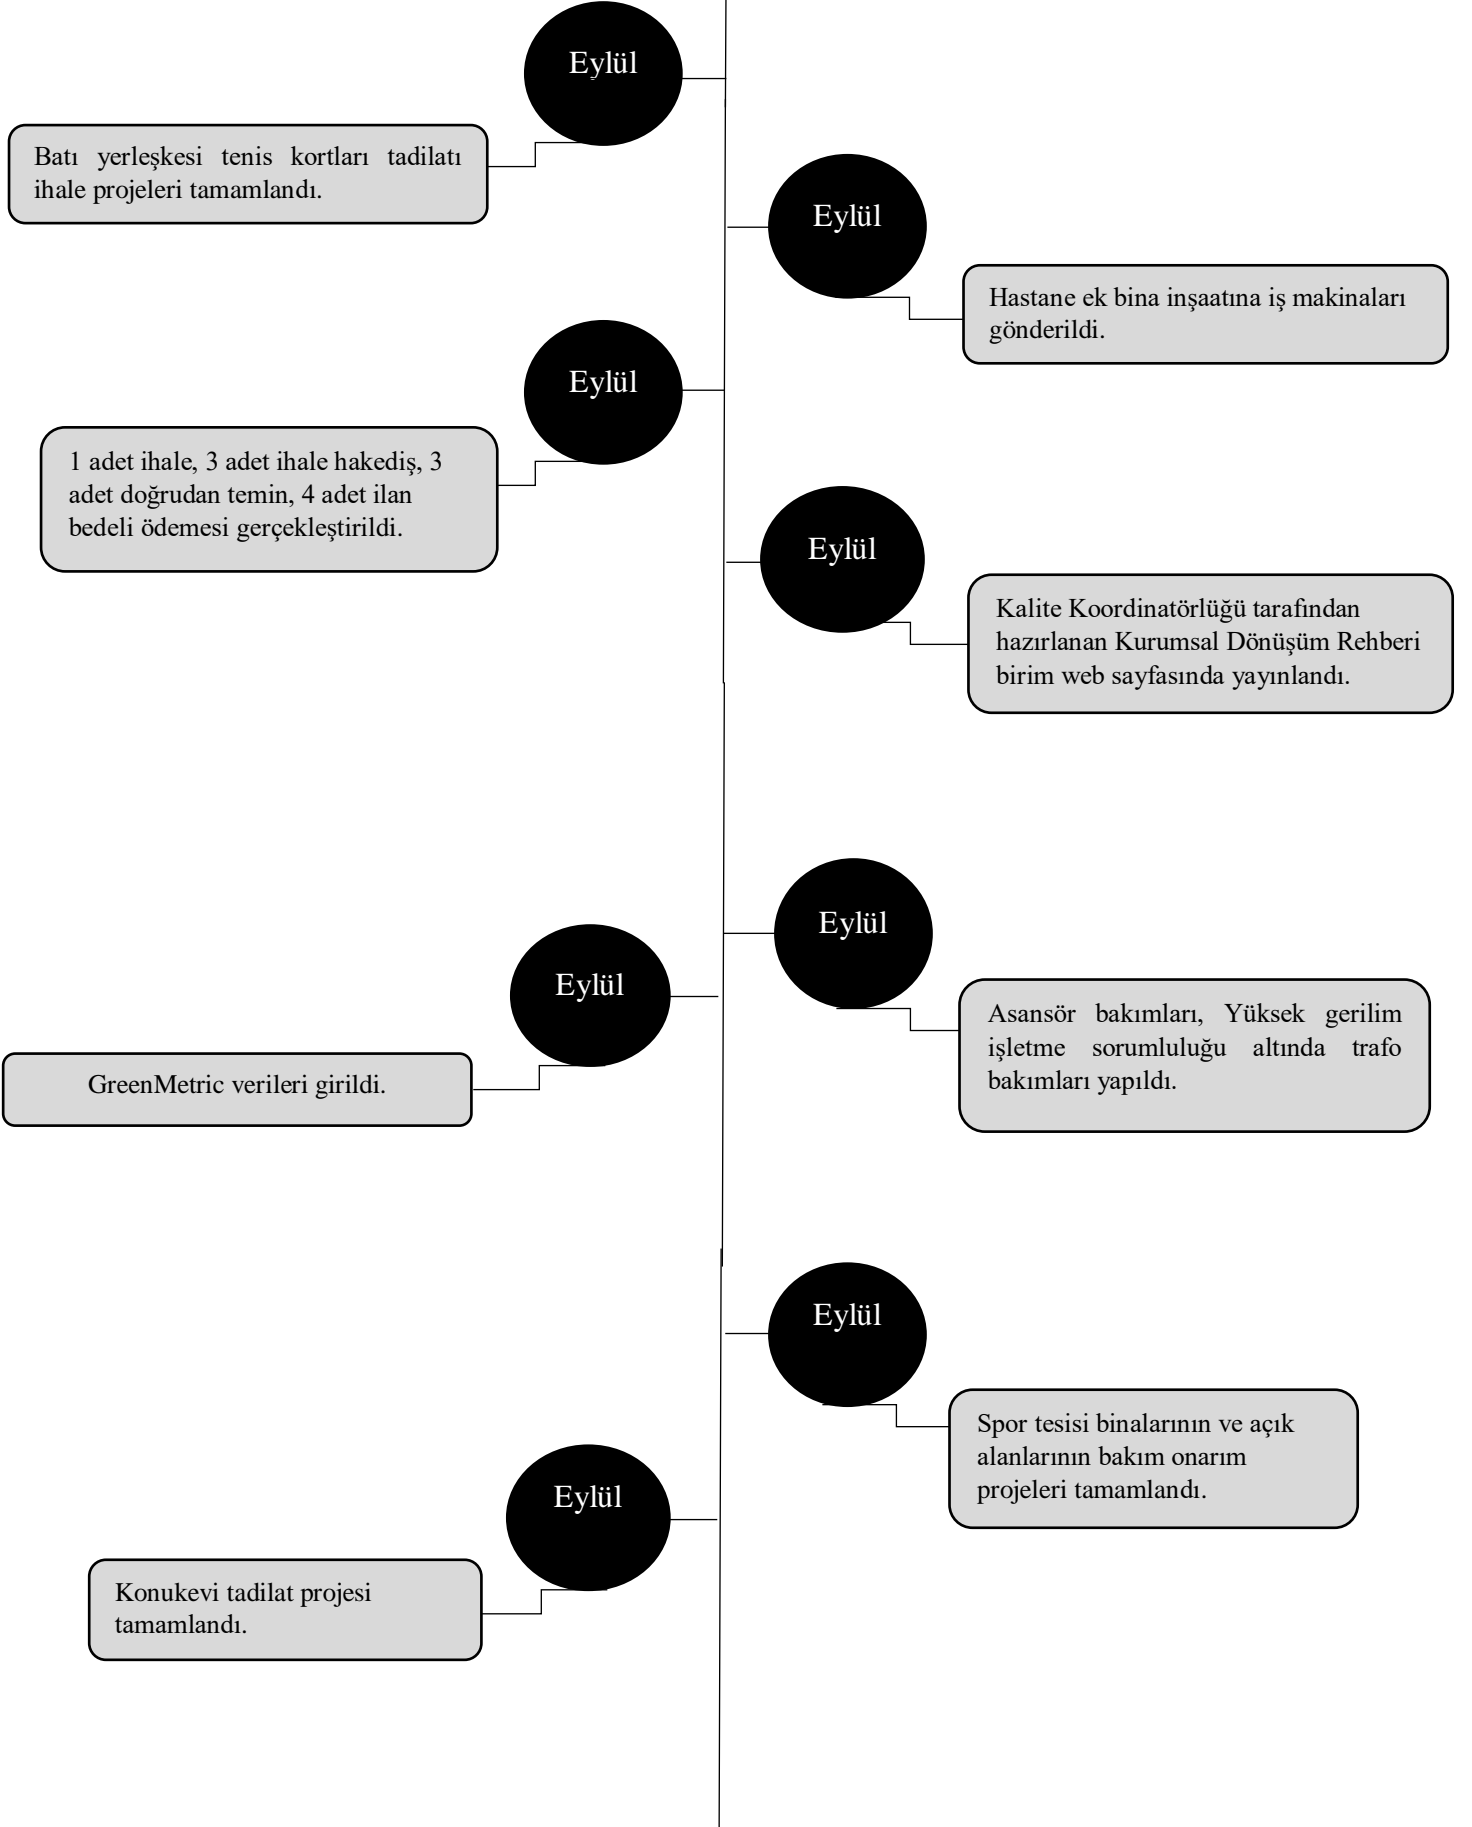 Eylül
Batı yerleşkesi tenis kortları tadilatı
ihale projeleri tamamlandı.
Eylül
Hastane ek bina inşaatına iş makinaları
gönderildi.
Eylül
1 adet ihale, 3 adet ihale hakediş, 3
adet doğrudan temin, 4 adet ilan
bedeli ödemesi gerçekleştirildi.
Eylül
Kalite Koordinatörlüğü tarafından
hazırlanan Kurumsal Dönüşüm Rehberi
birim web sayfasında yayınlandı.
Eylül
Asansör bakımları, Yüksek gerilim
işletme sorumluluğu altında trafo
bakımları yapıldı.
Eylül
GreenMetric verileri girildi.
Eylül
Spor tesisi binalarının ve açık
alanlarının bakım onarım
projeleri tamamlandı.
Eylül
Konukevi tadilat projesi
tamamlandı.